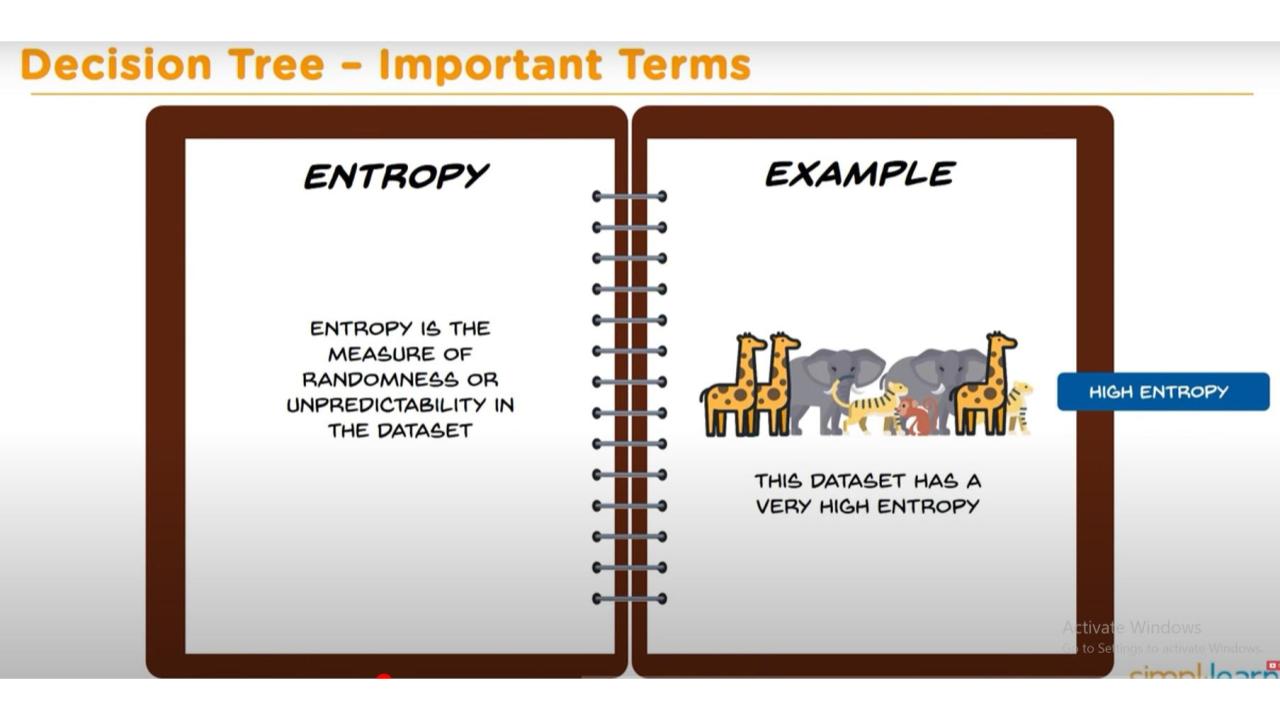 Decision Tree – Important Terms
ENTROPY
ENTROPY IS THE
MEASURE OF
RANDOMNESS OR
UNPREDICTABILITY IN
THE DATASET
EXAMPLE
THIS DATASET HAS A
VERY HIGH ENTROPY
HIGH ENTROPY
Activate Windows
Go to Settings to activate Windows.
simplilearn